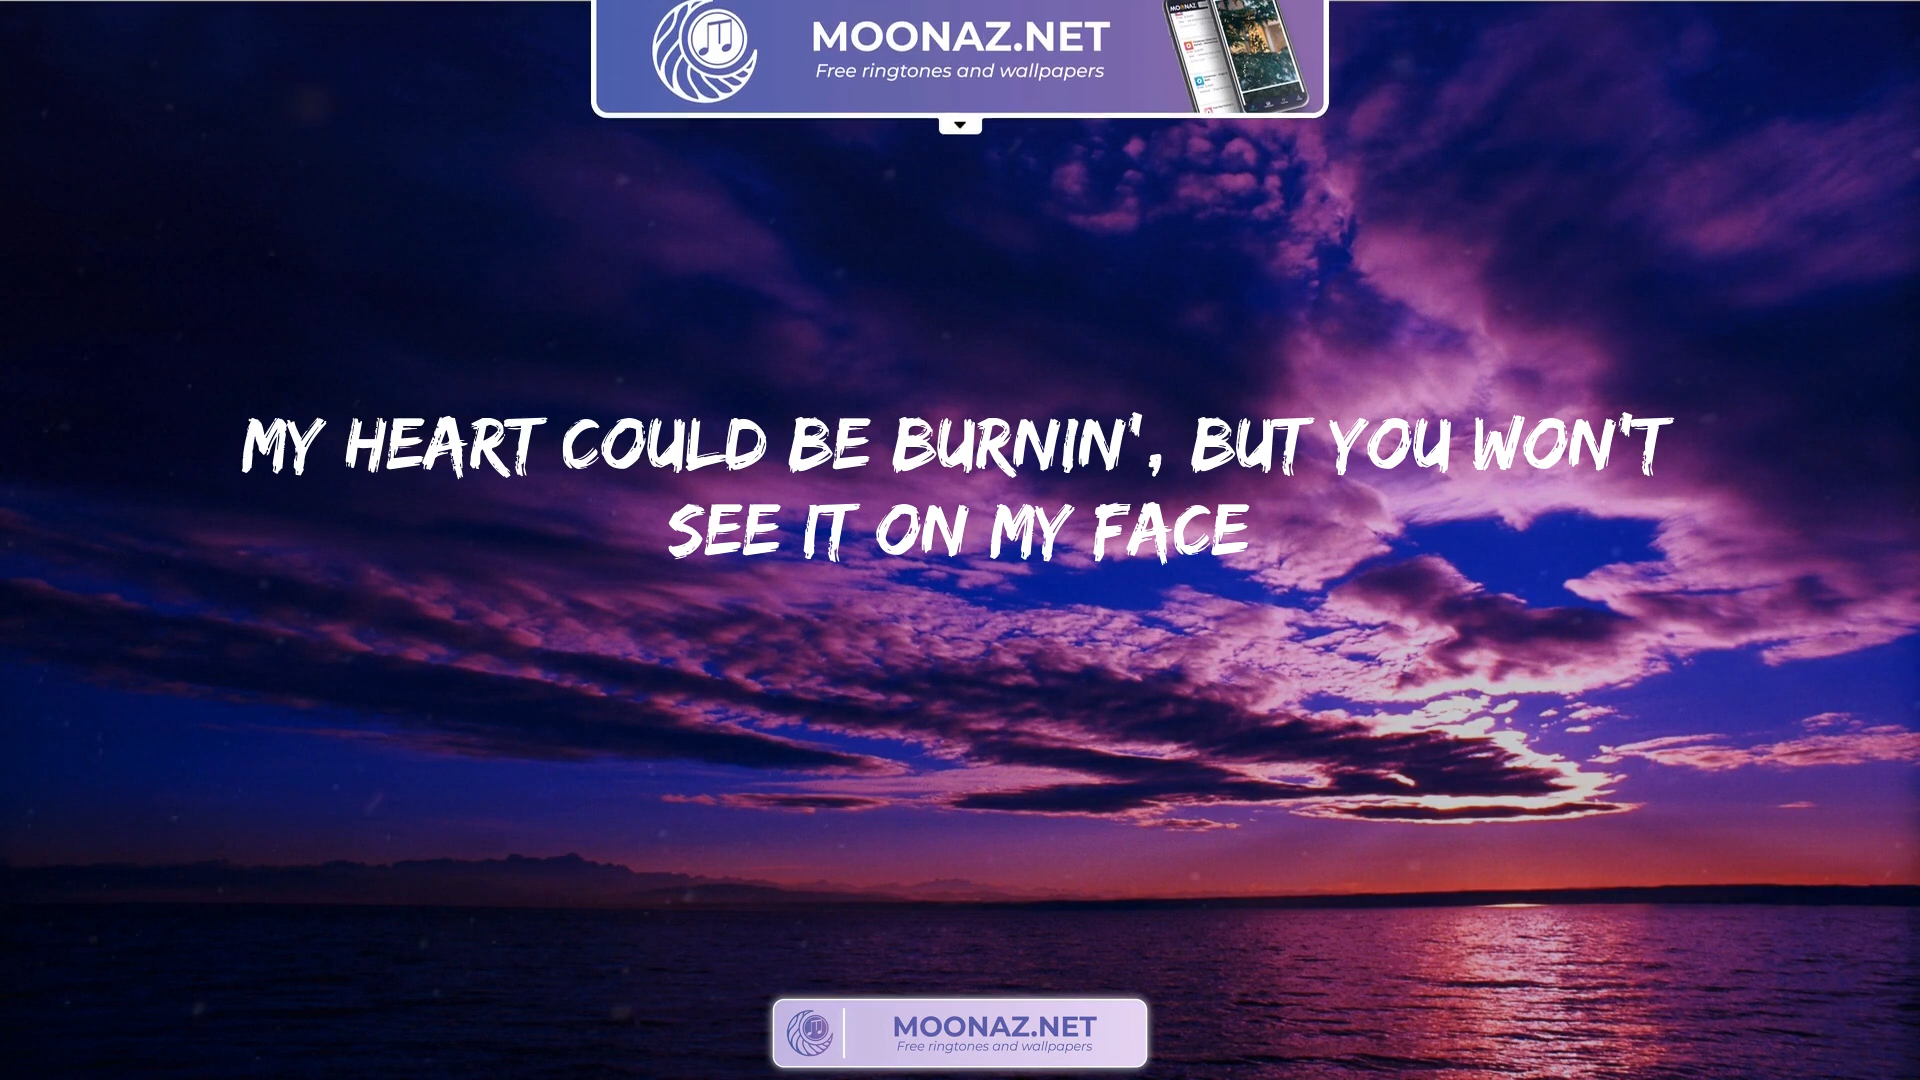 MOONAZ.NET
Free ringtones and wallpapers
MY HEART COULD BE BURNIN', BUT YOU WON'T
SEE IT ON MY FACE
MOONAZ.NET
Free ringtones and wallpapers